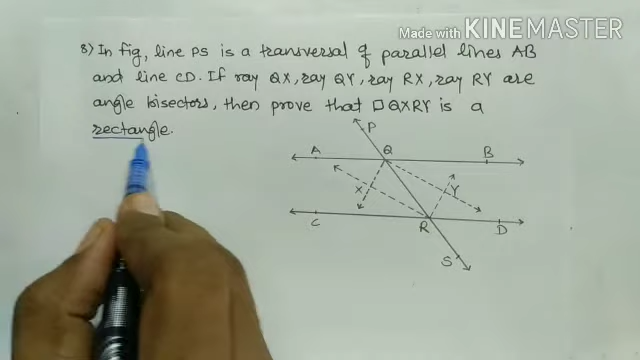 Made with KINEMASTER
8) In fig, line PS is a transversal of parallel lines AB
and line CD. If ray QX, ray QY, ray RX, ray RY are
angle bisectors, then prove that □QXRY is a
rectangle.
P
A Q B
X Y
C R D
S